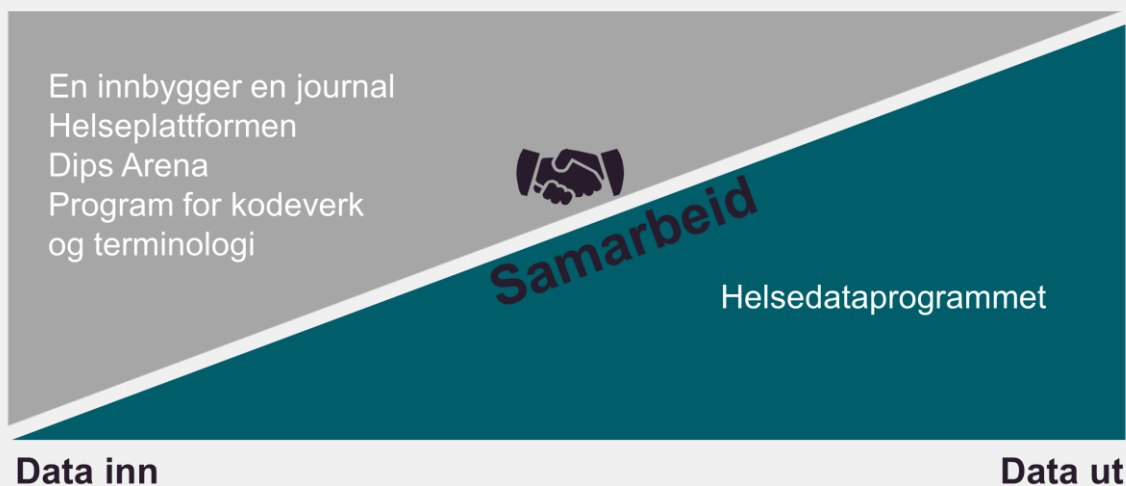 En innbygger en journal
Helseplattformen
Dips Arena
Program for kodeverk
og terminologi
Samarbeid
Helsedataprogrammet
Data inn
Data ut